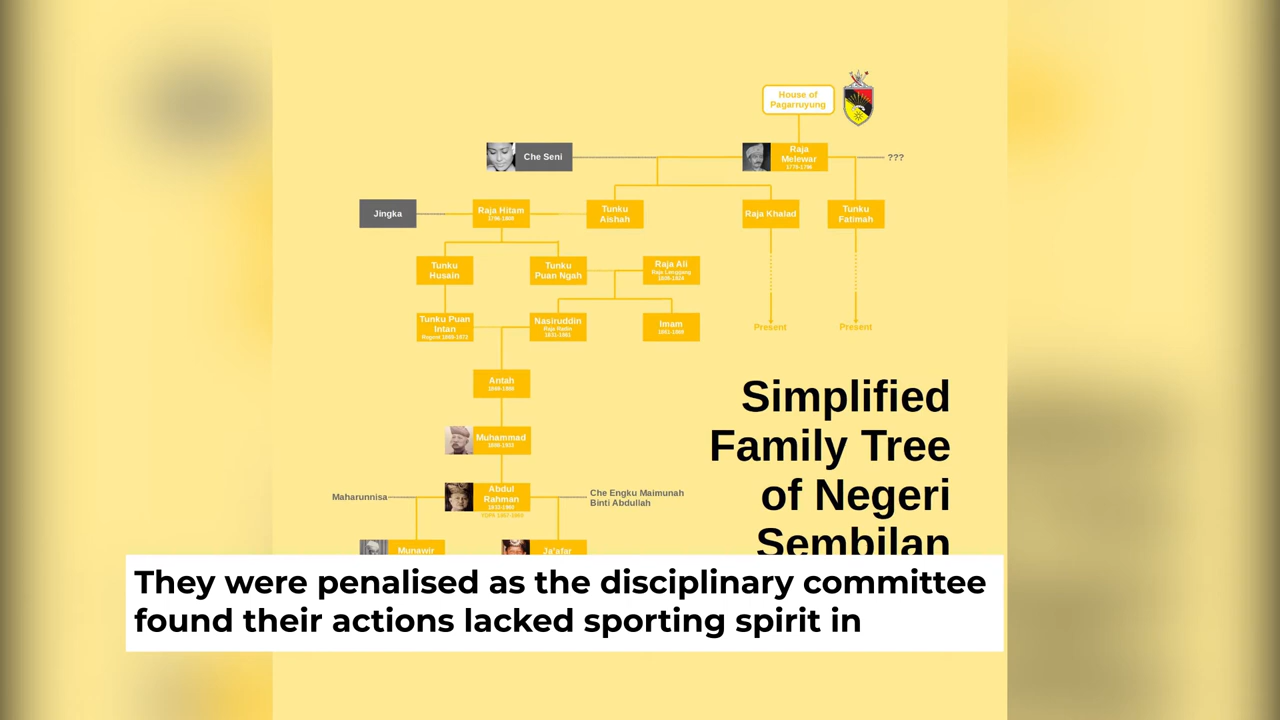 House of
Pagarruyung
Che Seni
Raja
Melewar
???
Jingka
Raja Hitam
Tunku
Aishah
Raja Khalad
Tunku
Fatimah
Tunku
Husain
Tunku
Puan Ngah
Raja Ali
Tunku Puan
Intan
Nasiruddin
Raja Radin
Imam
Present
Present
Antah
Muhammad
Maharunnisa
Abdul
Rahman
Che Engku Maimunah
Binti Abdullah
Munawir
Ja'afar
Simplified
Family Tree
of Negeri
Sembilan
They were penalised as the disciplinary committee
found their actions lacked sporting spirit in